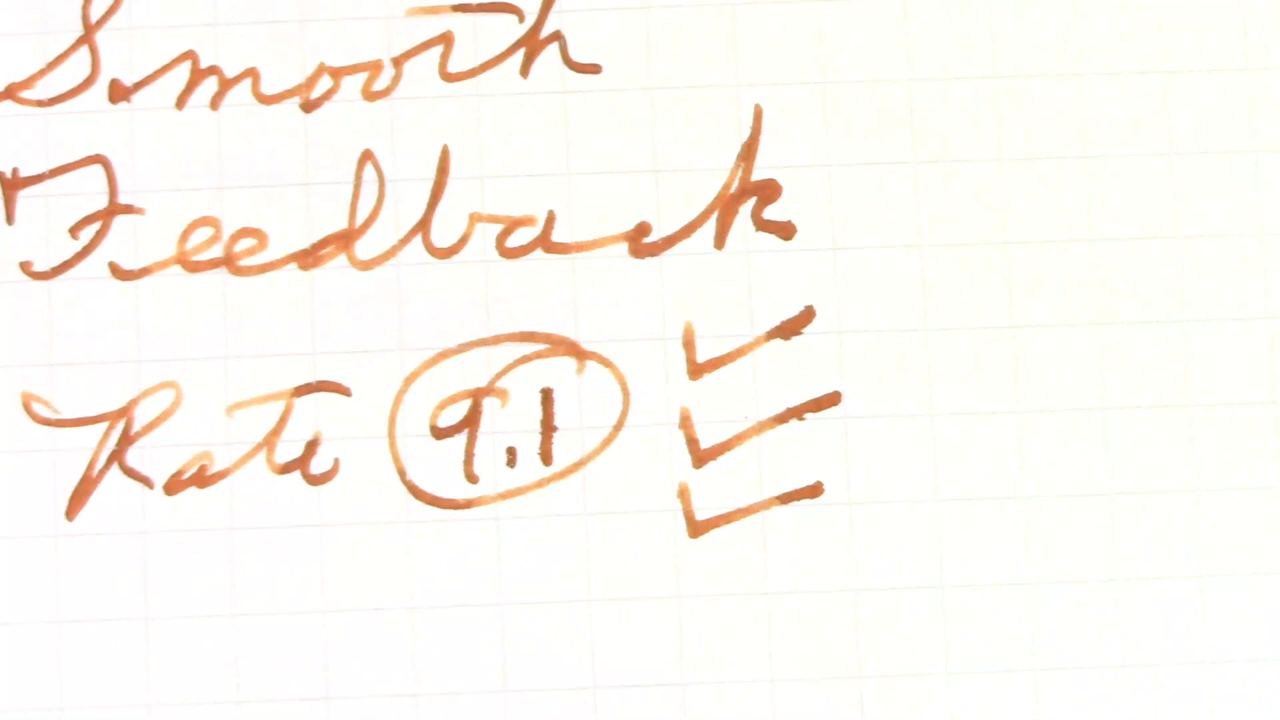 Smooth
Feedback
Rate 9.1 ✓
✓
✓